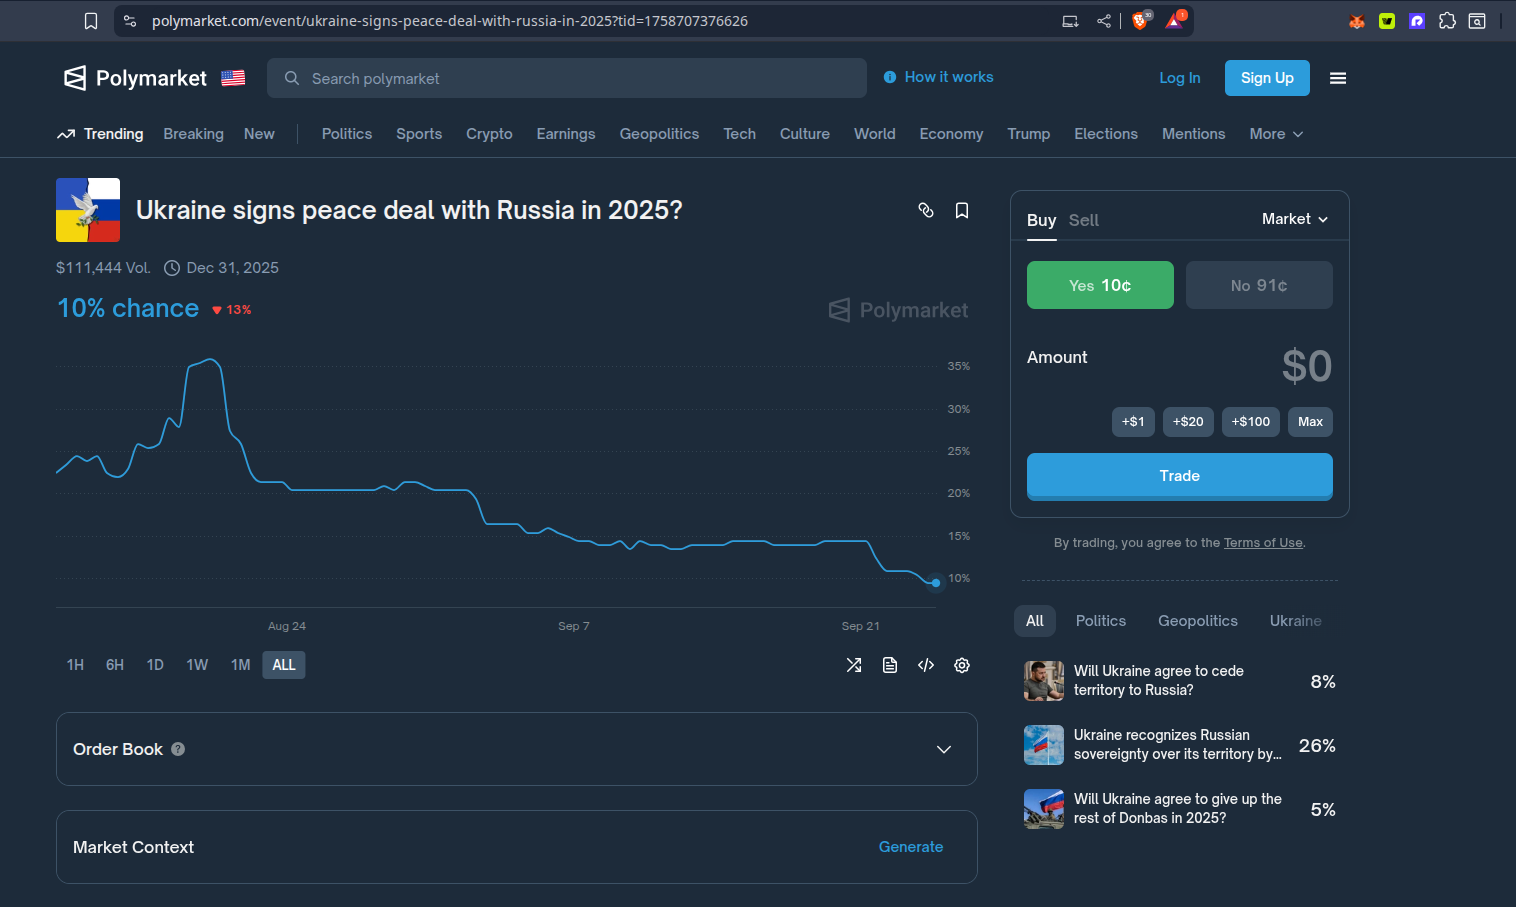 polymarket.com/event/ukraine-signs-peace-deal-with-russia-in-2025?tid=1758707376626
30
1
Polymarket
Search polymarket
How it works
Log In
Sign Up
Trending
Breaking
New
Politics
Sports
Crypto
Earnings
Geopolitics
Tech
Culture
World
Economy
Trump
Elections
Mentions
More
Ukraine signs peace deal with Russia in 2025?
$111,444 Vol.
Dec 31, 2025
10% chance
13%
Polymarket
35%
30%
25%
20%
15%
10%
Aug 24
Sep 7
Sep 21
1H
6H
1D
1W
1M
ALL
Order Book ?
Market Context
Generate
Buy
Sell
Market
Yes 10¢
No 91¢
Amount
$0
+$1
+$20
+$100
Max
Trade
By trading, you agree to the Terms of Use.
All
Politics
Geopolitics
Ukraine
Will Ukraine agree to cede
territory to Russia?
8%
Ukraine recognizes Russian
sovereignty over its territory by...
26%
Will Ukraine agree to give up the
rest of Donbas in 2025?
5%